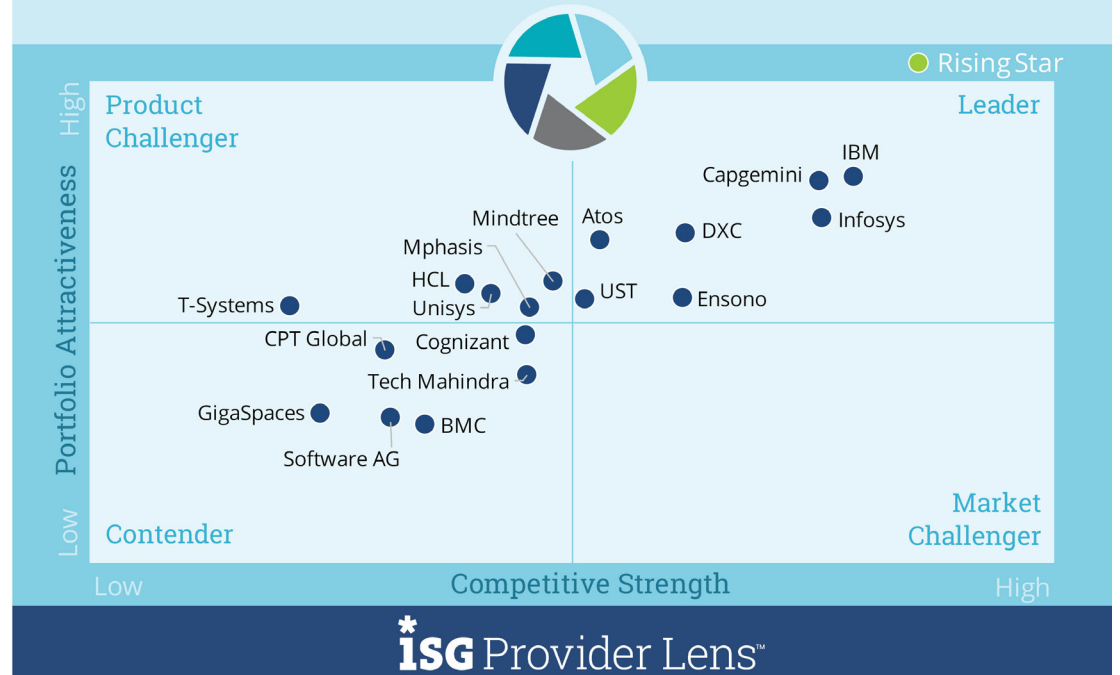 Rising Star
High
Product
Challenger
Leader
IBM
Capgemini
Infosys
Mindtree
Atos
DXC
Mphasis
HCL
Unisys
UST
Ensono
T-Systems
CPT Global
Cognizant
Tech Mahindra
GigaSpaces
BMC
Software AG
Portfolio Attractiveness
Low
Contender
Market
Challenger
Low
Competitive Strength
High
*iSG Provider Lens™